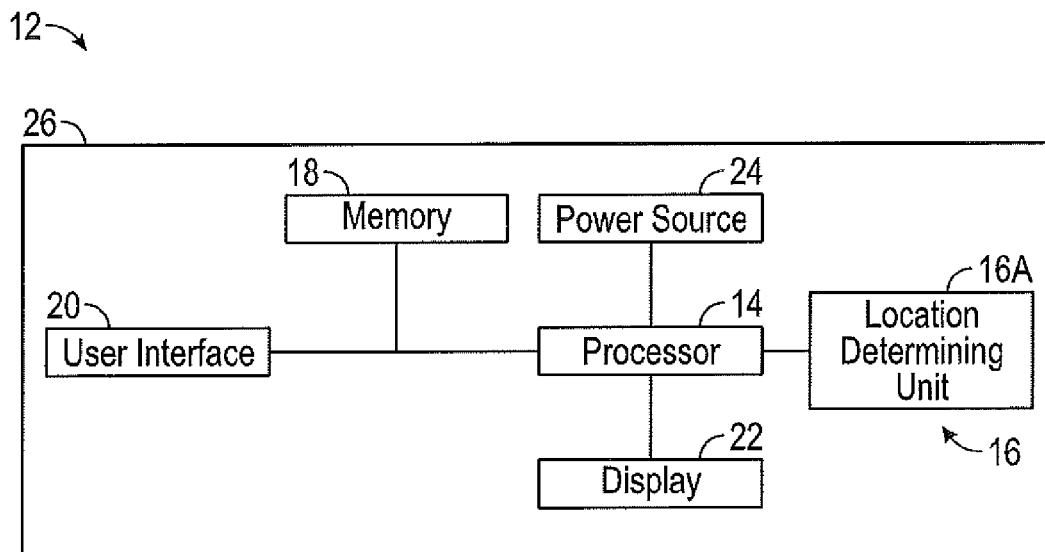 12
26
18
Memory
24
Power Source
16A
Location
Determining
Unit
20
User Interface
14
Processor
16
22
Display